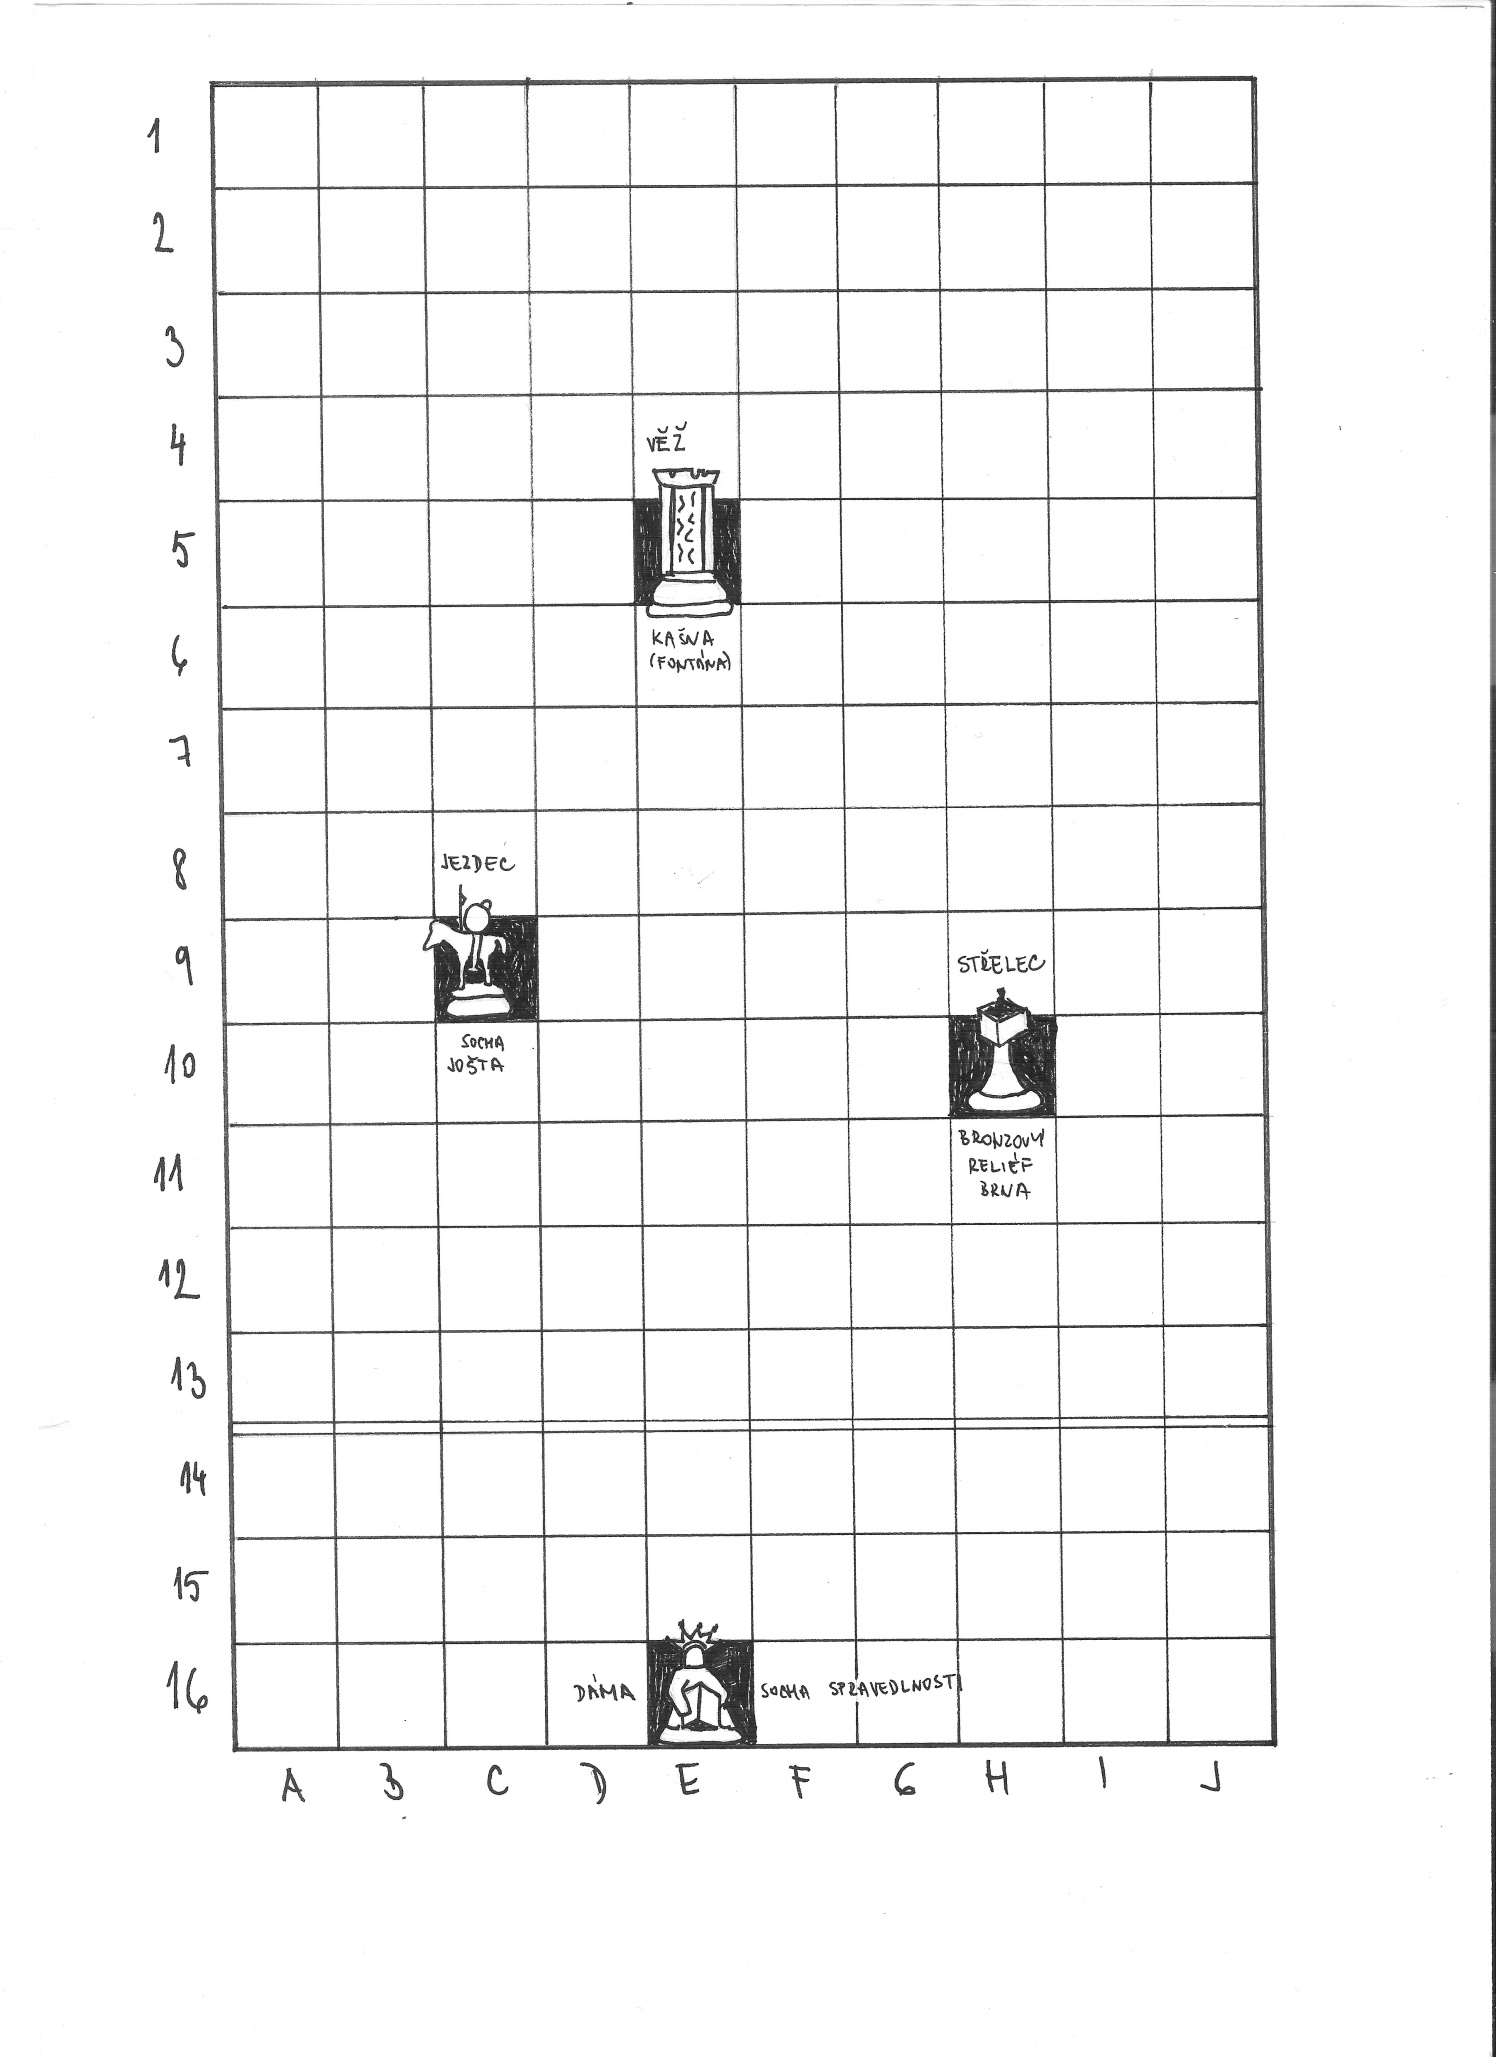 1
2
3
4
VĚŽ
5
6
KAŠNA
(FONTÁNA)
7
8
JEZDEC
9
STŘELEC
10
SOCHA
JOŠTA
11
BRONZOVÝ
RELIÉF
BRNA
12
13
14
15
16
DÁMA
SOCHA SPRAVEDLNOSTI
A B C D E F G H I J